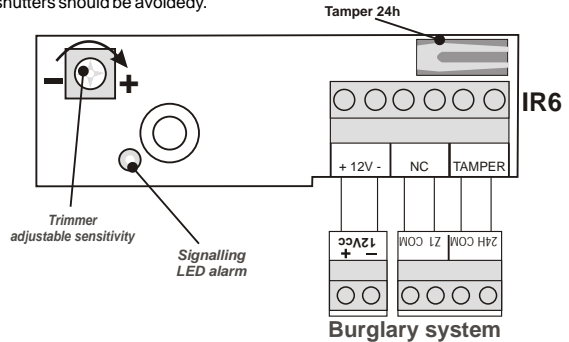 shutters should be avoidedy.
Tamper 24h
− +
IR6
+ 12V - NC TAMPER
Trimmer
adjustable sensitivity
Signalling
LED alarm
12Vcc
+ −
COM Z1 COM 24H
Burglary system